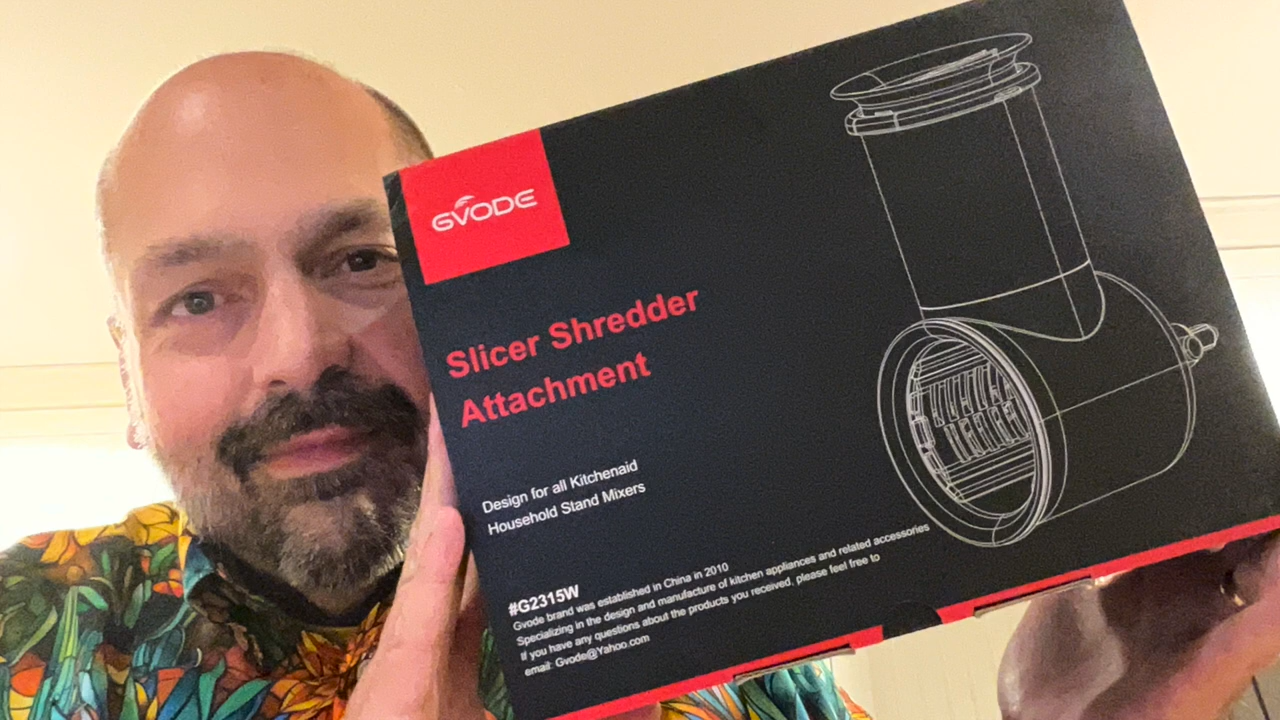 GVODE
Slicer Shredder
Attachment
Design for all Kitchenaid
Household Stand Mixers
#G2315W
Gvode brand was established in China in 2010
Specializing in the design and manufacture of kitchen appliances and related accessories
If you have any questions about the products you received, please feel free to
email: Gvode@Yahoo.com